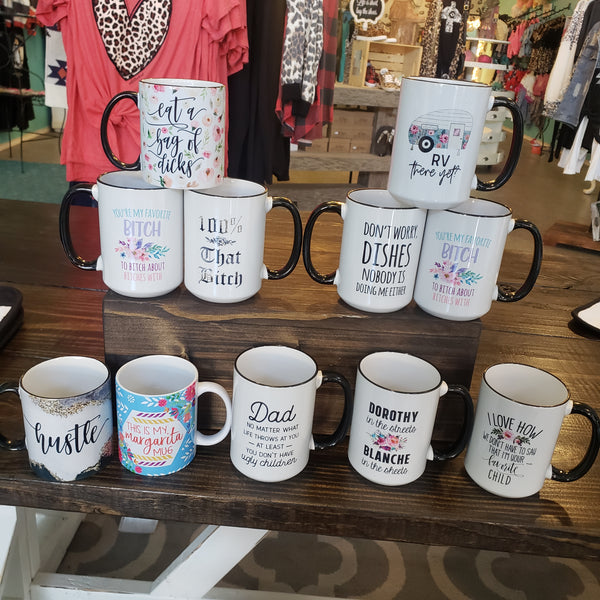 eat a
bag of
dicks
RV
there yet?
YOU'RE MY FAVORITE
BITCH
TO BITCH ABOUT
BITCHES WITH
100%
That
Bitch
DON'T WORRY,
DISHES
NOBODY IS
DOING ME EITHER
YOU'RE MY FAVORITE
BITCH
TO BITCH ABOUT
BITCHES WITH
hustle
THIS IS MY
margarita
MUG
Dad
NO MATTER WHAT
LIFE THROWS AT YOU
AT LEAST
YOU DON'T HAVE
ugly children
DOROTHY
in the streets
BLANCHE
in the streets
I LOVE HOW
WE DON'T HAVE TO SAY
THAT I'M YOUR
favorite
CHILD